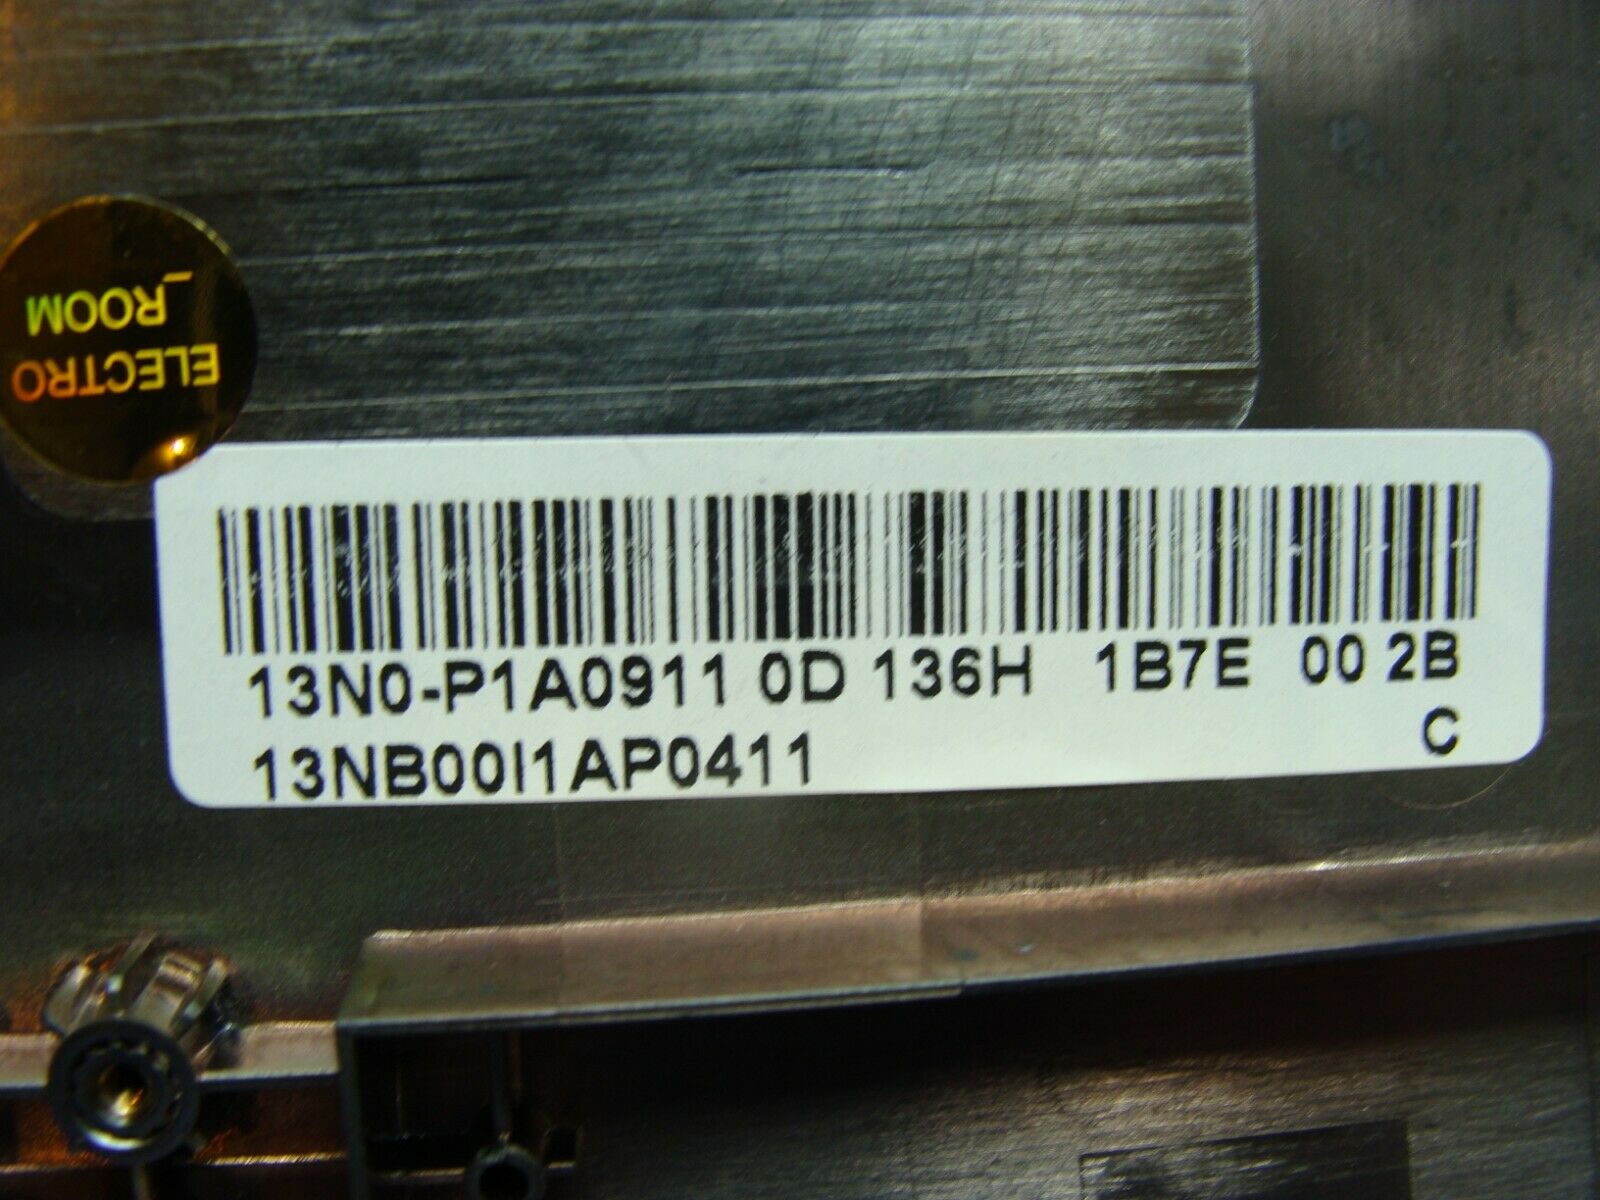 ELECTRO
_ROOM
13N0-P1A0911 0D 136H 1B7E 00 2B
13NB00I1AP0411 C